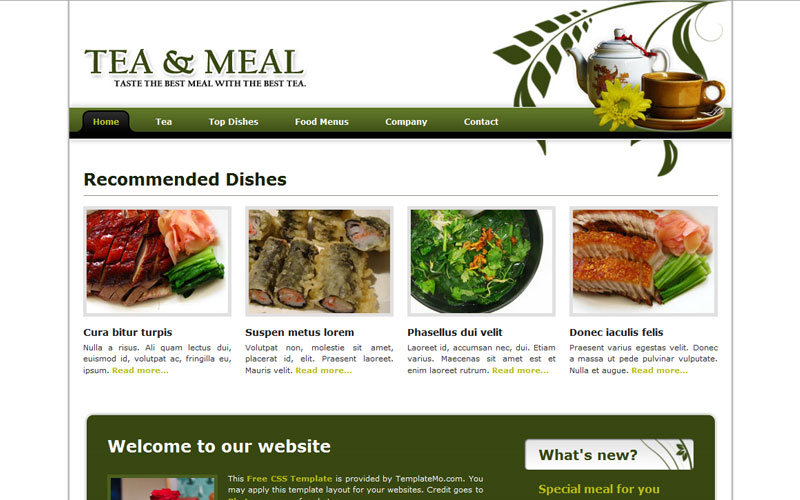 TEA & MEAL
TASTE THE BEST MEAL WITH THE BEST TEA.
Home Tea Top Dishes Food Menus Company Contact
Recommended Dishes
Cura bitur turpis
Nulla a risus. Ali quam lectus dui,
euismod id, volutpat ac, fringilla eu,
ipsum. Read more...
Suspen metus lorem
Volutpat non, molestie sit amet,
placerat id, elit. Praesent laoreet.
Mauris velit. Read more...
Phasellus dui velit
Laoreet id, accumsan nec, dui. Etiam
varius. Maecenas sit amet est et
enim laoreet rutrum. Read more...
Donec iaculis felis
Praesent varius egestas velit. Donec
a massa ut pede pulvinar vulputate.
Nulla et augue. Read more...
Welcome to our website
This Free CSS Template is provided by TemplateMo.com. You
may apply this template layout for your websites. Credit goes to
What's new?
Special meal for you